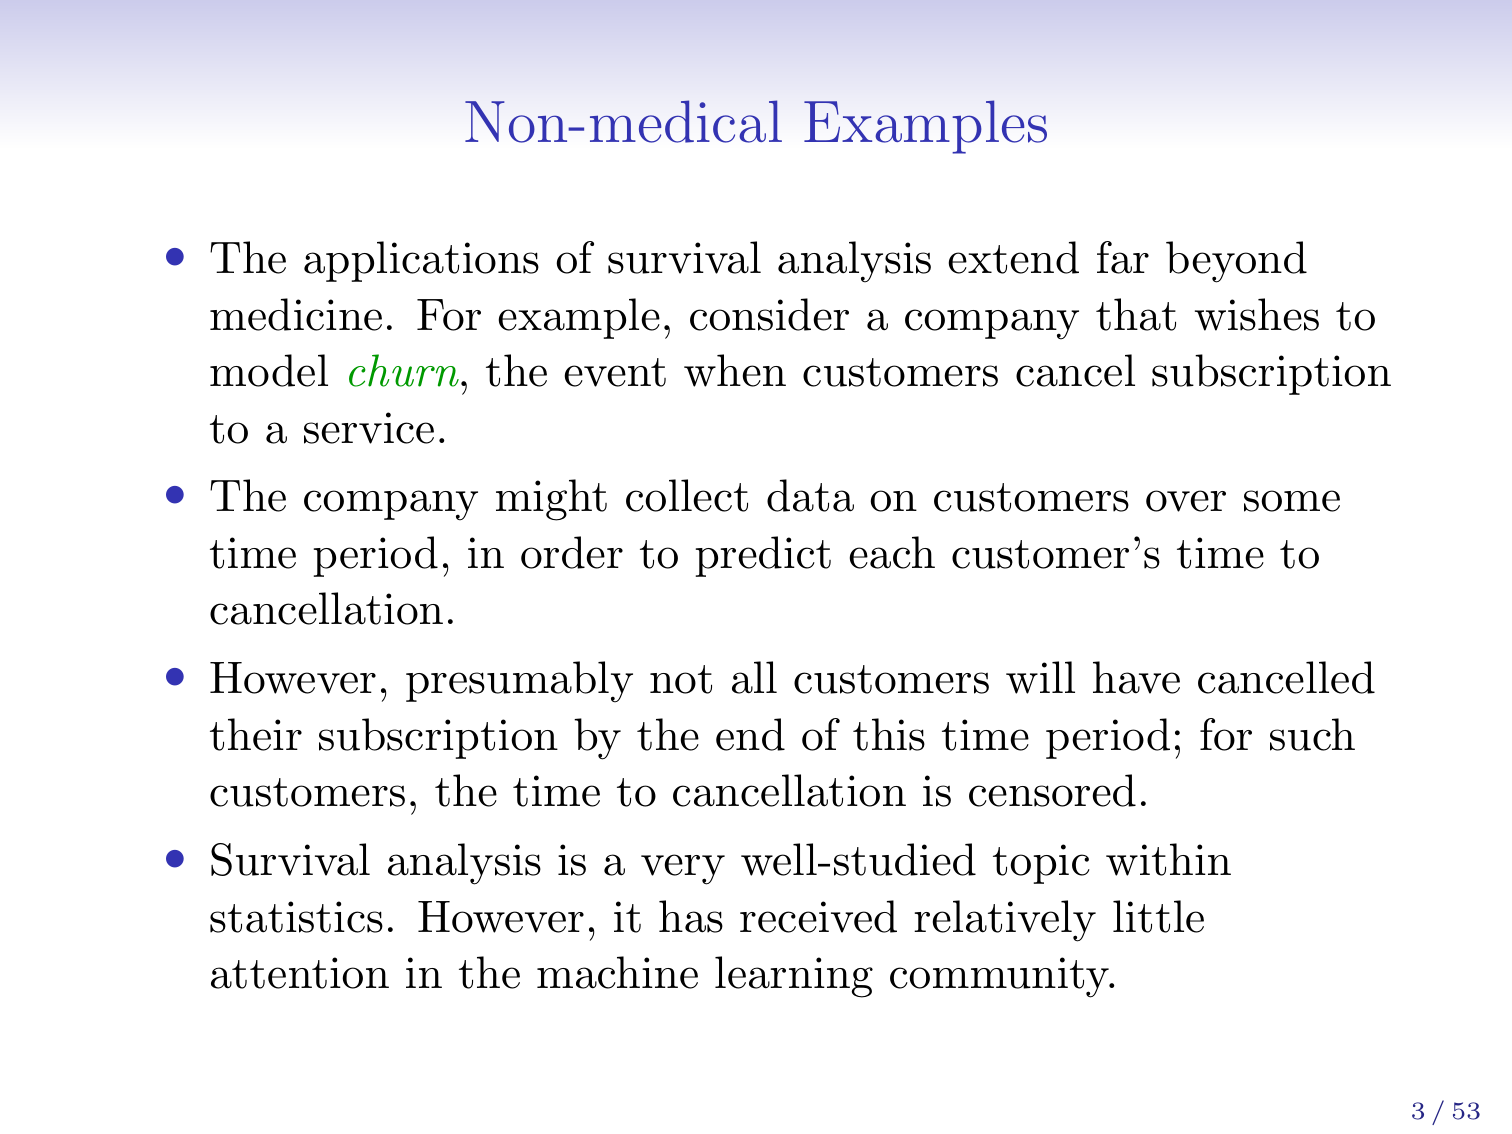 Non-medical Examples
• The applications of survival analysis extend far beyond
medicine. For example, consider a company that wishes to
model churn, the event when customers cancel subscription
to a service.
• The company might collect data on customers over some
time period, in order to predict each customer's time to
cancellation.
• However, presumably not all customers will have cancelled
their subscription by the end of this time period; for such
customers, the time to cancellation is censored.
• Survival analysis is a very well-studied topic within
statistics. However, it has received relatively little
attention in the machine learning community.
3 / 53